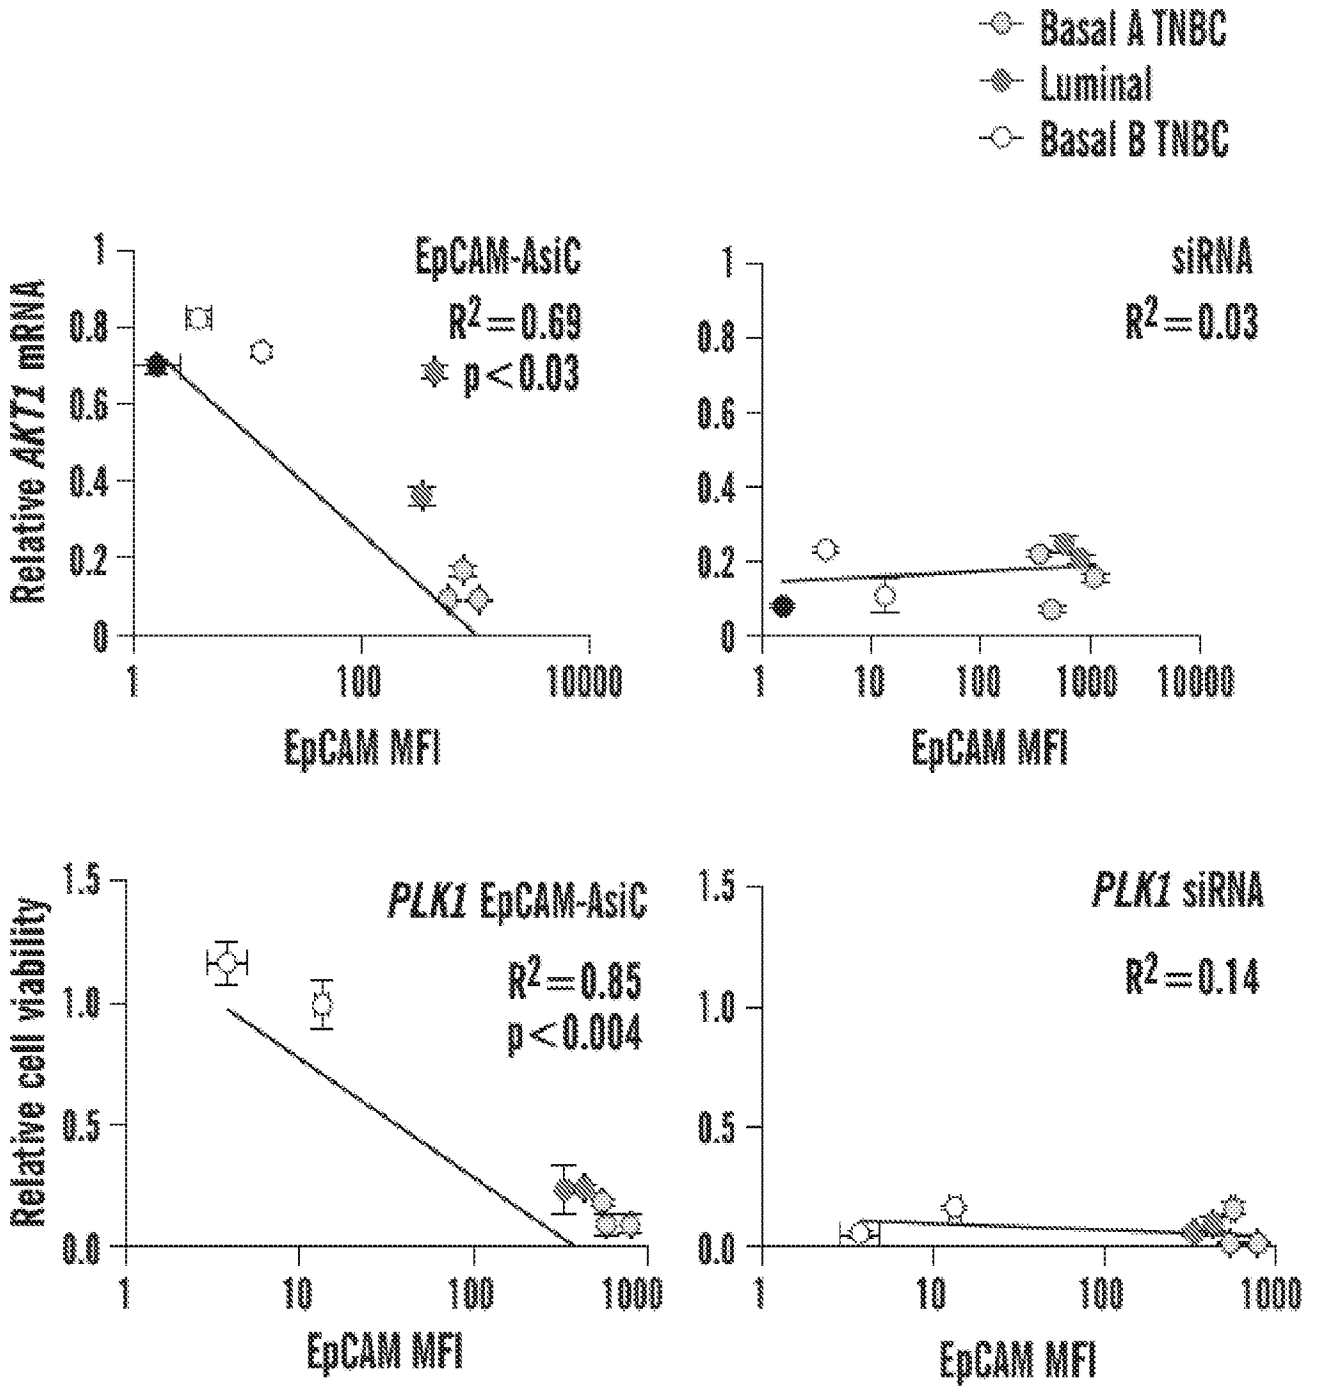 Basal A TNBC
Luminal
Basal B TNBC
EpCAM-AsiC
R²=0.69
p<0.03
Relative AKT1 mRNA
1
0.8
0.6
0.4
0.2
0
1
100
10000
EpCAM MFI
siRNA
R²=0.03
1
0.8
0.6
0.4
0.2
0
1
10
100
1000
10000
EpCAM MFI
PLK1 EpCAM-AsiC
R²=0.85
p<0.004
Relative cell viability
1.5
1.0
0.5
0.0
1
10
100
1000
EpCAM MFI
PLK1 siRNA
R²=0.14
1.5
1.0
0.5
0.0
1
10
100
1000
EpCAM MFI